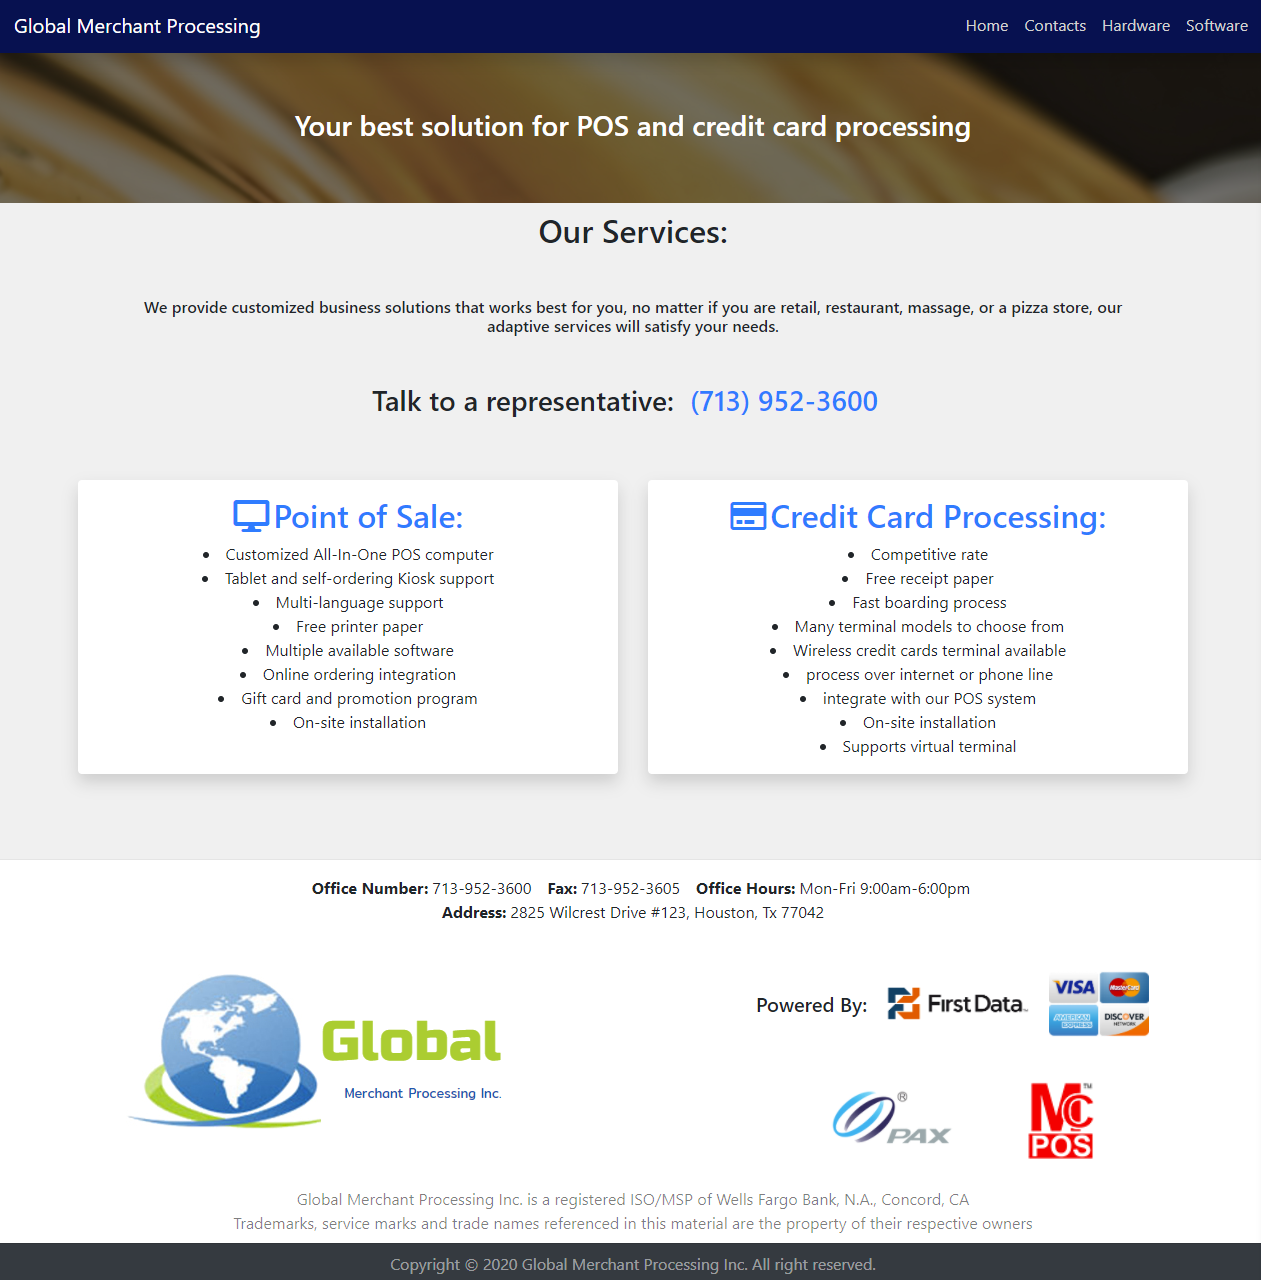 Global Merchant Processing
Home Contacts Hardware Software
Your best solution for POS and credit card processing
Our Services:
We provide customized business solutions that works best for you, no matter if you are retail, restaurant, massage, or a pizza store, our
adaptive services will satisfy your needs.
Talk to a representative: (713) 952-3600
Point of Sale:
• Customized All-In-One POS computer
• Tablet and self-ordering Kiosk support
• Multi-language support
• Free printer paper
• Multiple available software
• Online ordering integration
• Gift card and promotion program
• On-site installation
Credit Card Processing:
• Competitive rate
• Free receipt paper
• Fast boarding process
• Many terminal models to choose from
• Wireless credit cards terminal available
• process over internet or phone line
• integrate with our POS system
• On-site installation
• Supports virtual terminal
Office Number: 713-952-3600 Fax: 713-952-3605 Office Hours: Mon-Fri 9:00am-6:00pm
Address: 2825 Wilcrest Drive #123, Houston, Tx 77042
Global
Merchant Processing Inc.
Powered By:
First Data™
VISA
MasterCard
AMERICAN EXPRESS
DISCOVER NETWORK
PAX ®
MCC ™
POS
Global Merchant Processing Inc. is a registered ISO/MSP of Wells Fargo Bank, N.A., Concord, CA
Trademarks, service marks and trade names referenced in this material are the property of their respective owners
Copyright © 2020 Global Merchant Processing Inc. All right reserved.